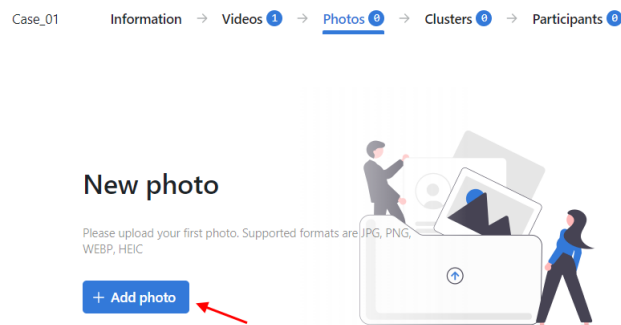 Case_01 Information → Videos 1 → Photos 0 → Clusters 0 → Participants 0
New photo
Please upload your first photo. Supported formats are JPG, PNG,
WEBP, HEIC
+ Add photo